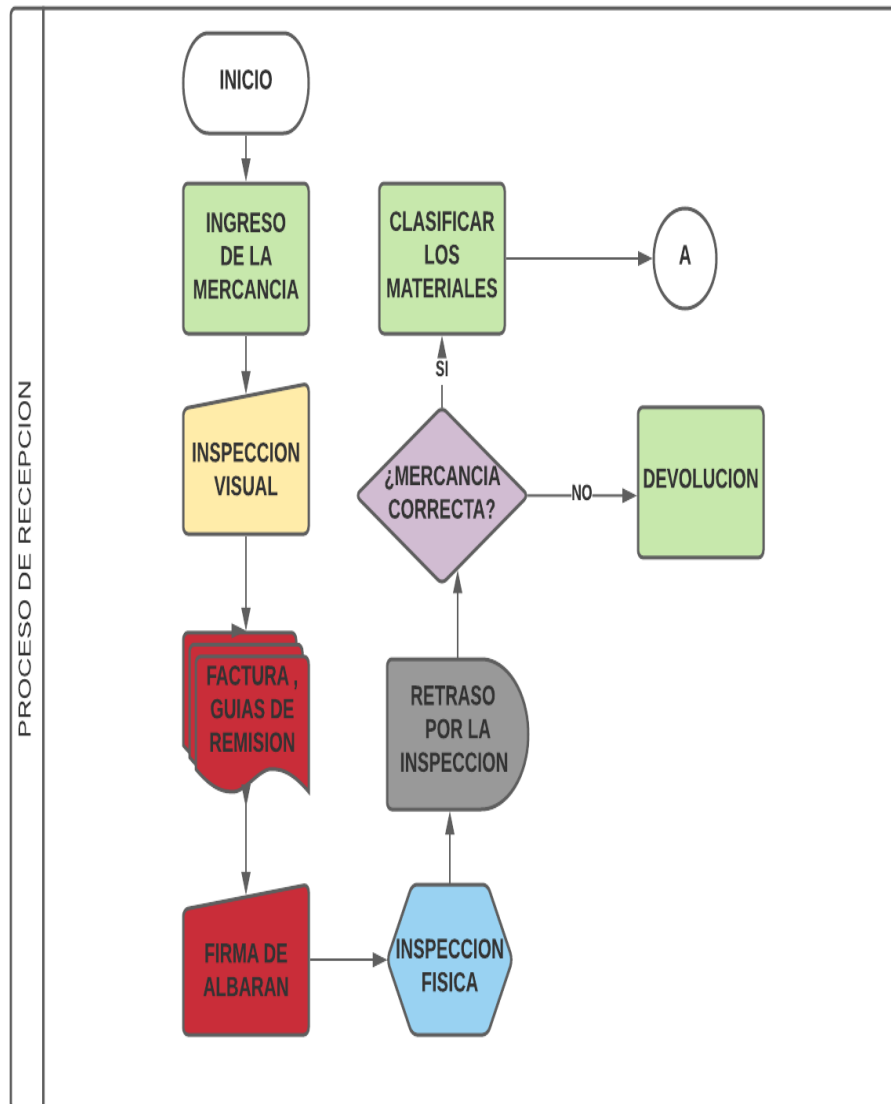 PROCESO DE RECEPCION
INICIO
INGRESO
DE LA
MERCANCIA
INSPECCION
VISUAL
FACTURA ,
GUIAS DE
REMISION
FIRMA DE
ALBARAN
INSPECCION
FISICA
RETRASO
POR LA
INSPECCION
¿MERCANCIA
CORRECTA?
SI
CLASIFICAR
LOS
MATERIALES
A
NO
DEVOLUCION